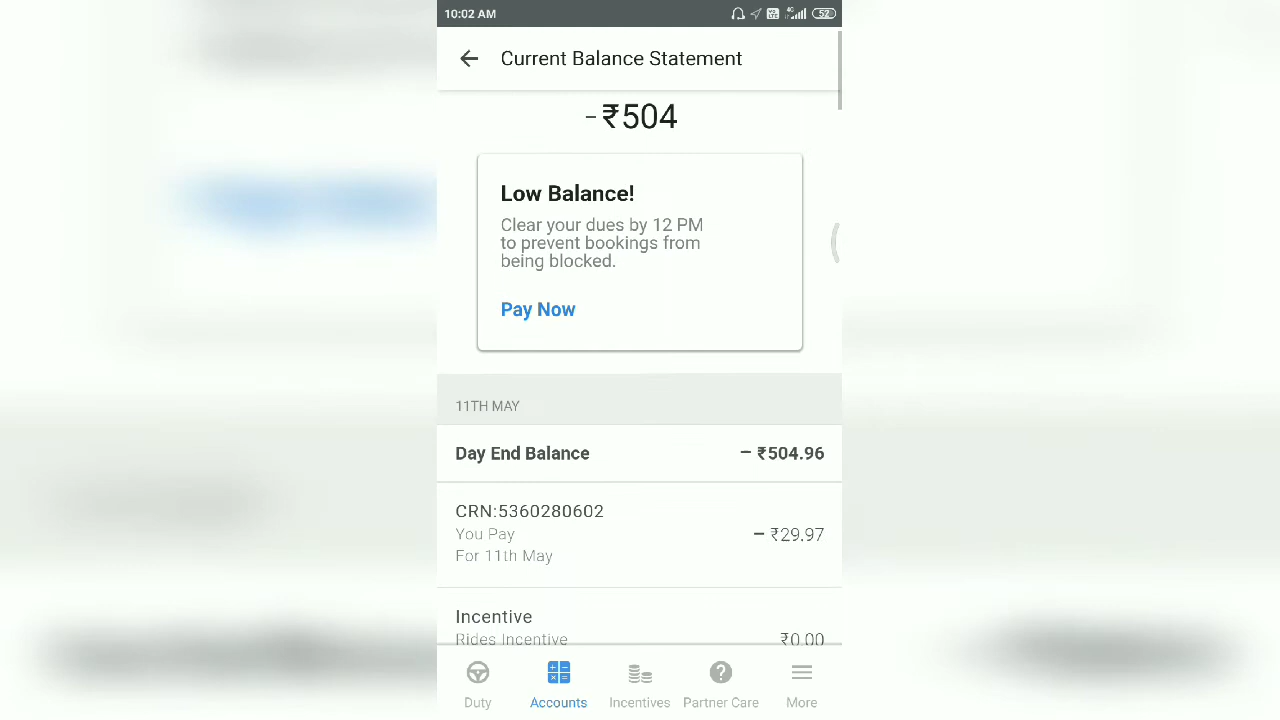 10:02 AM
4G
52
Current Balance Statement
-₹504
Low Balance!
Clear your dues by 12 PM
to prevent bookings from
being blocked.
Pay Now
11TH MAY
Day End Balance
– ₹504.96
CRN:5360280602
You Pay
– ₹29.97
For 11th May
Incentive
Rides Incentive
₹0.00
Duty
Accounts
Incentives
Partner Care
More